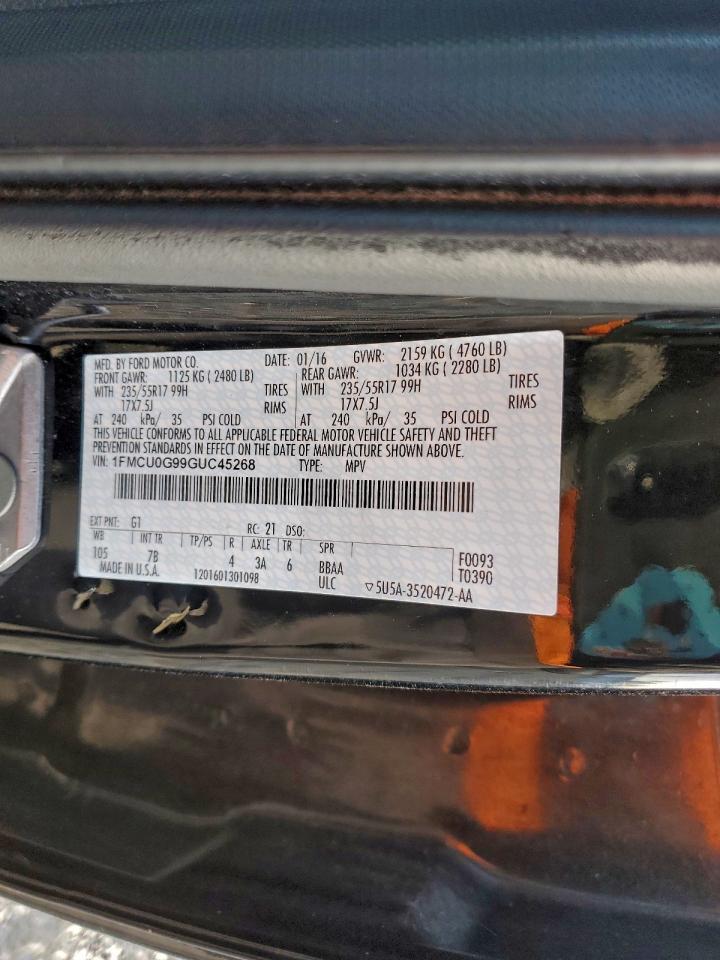 MFD. BY FORD MOTOR CO. DATE: 01/16 GVWR: 2159 KG ( 4760 LB)
FRONT GAWR: 1125 KG ( 2480 LB) REAR GAWR: 1034 KG ( 2280 LB)
WITH 235/55R17 99H TIRES WITH 235/55R17 99H TIRES
17X7.5J RIMS 17X7.5J RIMS
AT 240 kPa/ 35 PSI COLD AT 240 kPa/ 35 PSI COLD
THIS VEHICLE CONFORMS TO ALL APPLICABLE FEDERAL MOTOR VEHICLE SAFETY AND THEFT
PREVENTION STANDARDS IN EFFECT ON THE DATE OF MANUFACTURE SHOWN ABOVE.
VIN: 1FMCU0G99GUC45268 TYPE: MPV
EXT PNT: G1 RC: 21 DSO:
WB INT TR TP/PS R AXLE TR SPR
105 7B 4 3A 6 BBAA F0093
MADE IN U.S.A. 1201601301098 ULC ▽5U5A-3520472-AA T0390